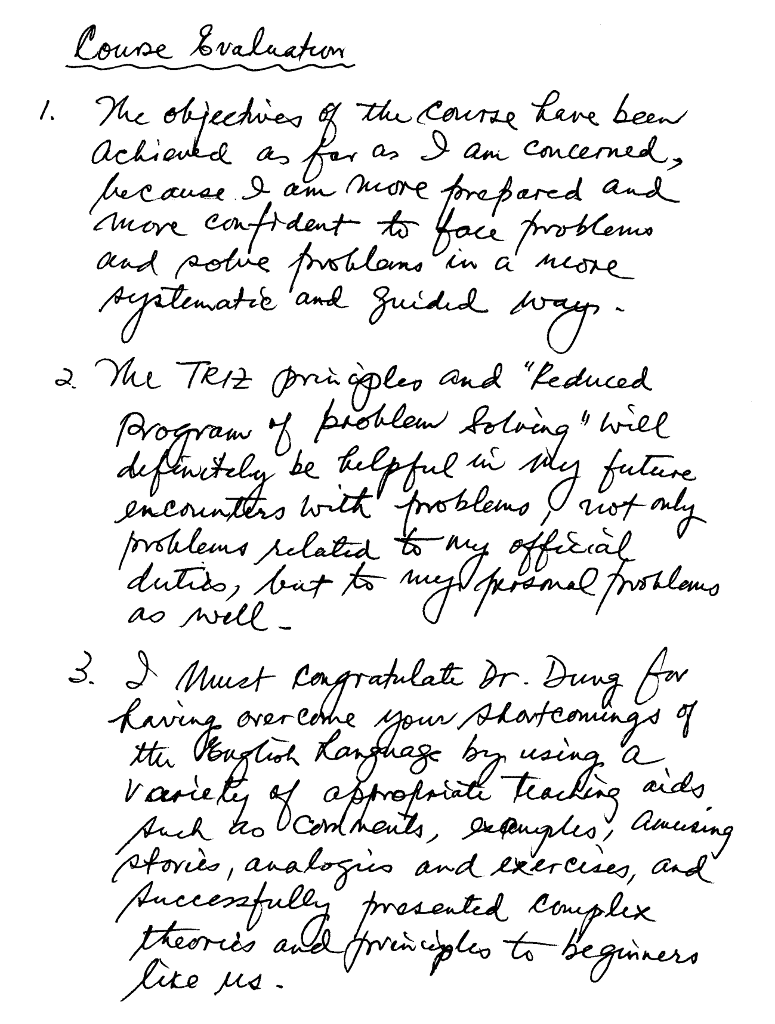 Course Evaluation
1. The objectives of the course have been
achieved as far as I am concerned,
because I am more prepared and
more confident to face problems
and solve problems in a more
systematic and guided ways.
2. The TRIZ principles and "Reduced
Program of problem Solving" will
definitely be helpful in my future
encounters with problems, not only
problems related to my official
duties, but to my personal problems
as well.
3. I must congratulate Dr. Dung for
having overcome your shortcomings of
the English Language by using a
variety of appropriate teaching aids
such as comments, examples, amusing
stories, analogies and exercises, and
successfully presented complex
theories and principles to beginners
like us.